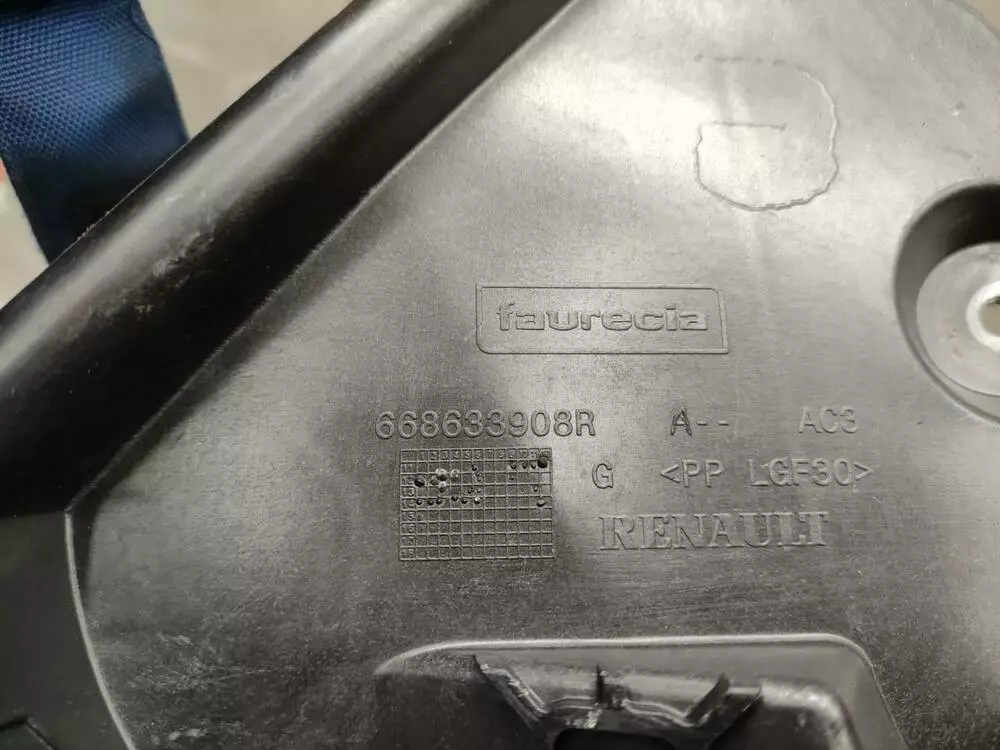 faurecia
668633908R A-- AC3
G <PP LGF30>
RENAULT